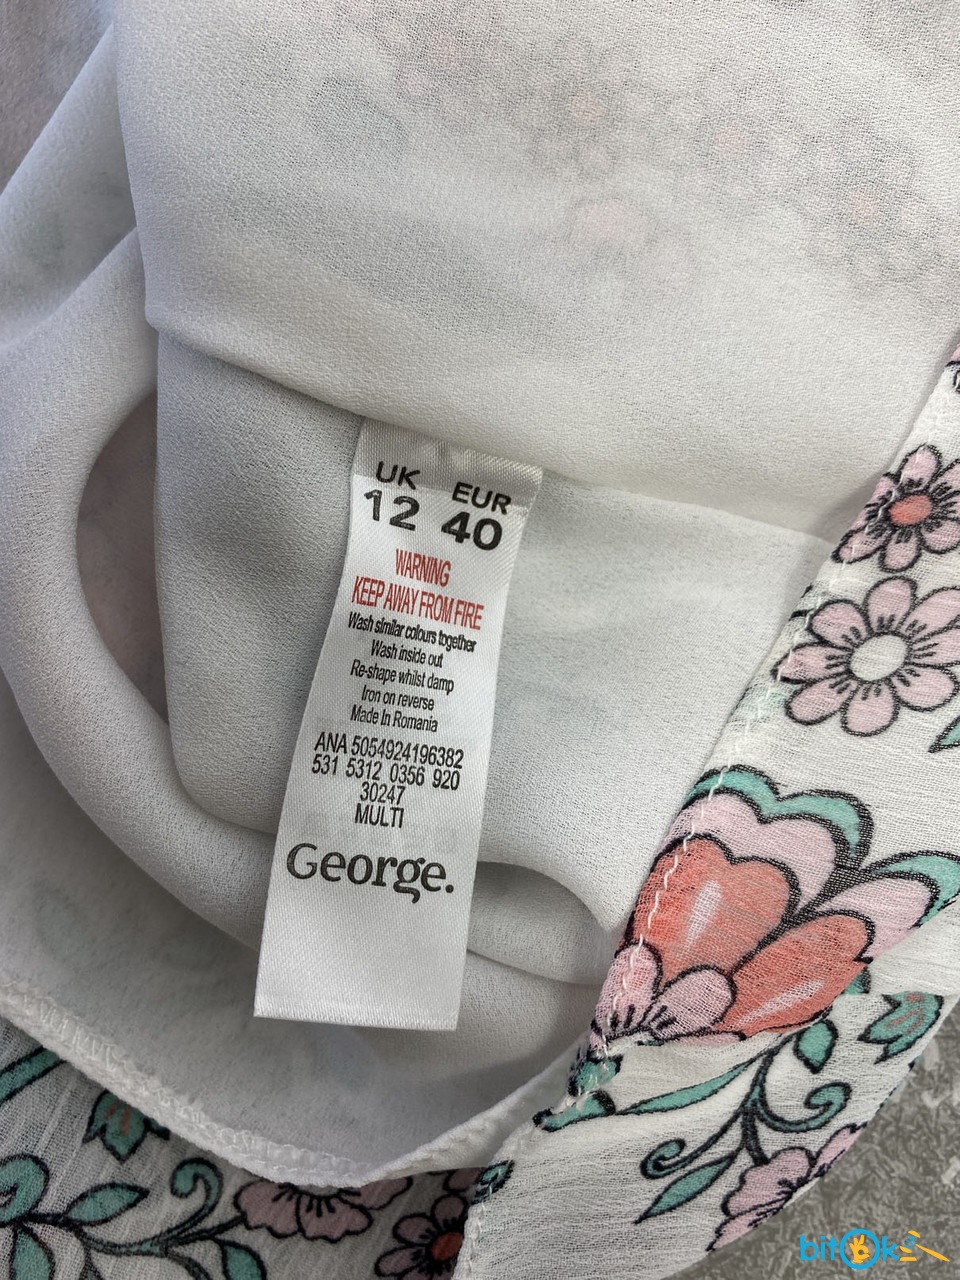 UK EUR
12 40
WARNING
KEEP AWAY FROM FIRE
Wash similar colours together
Wash inside out
Re-shape whilst damp
Iron on reverse
Made In Romania
ANA 5054924196382
531 5312 0356 920
30247
MULTI
George.
bitOk